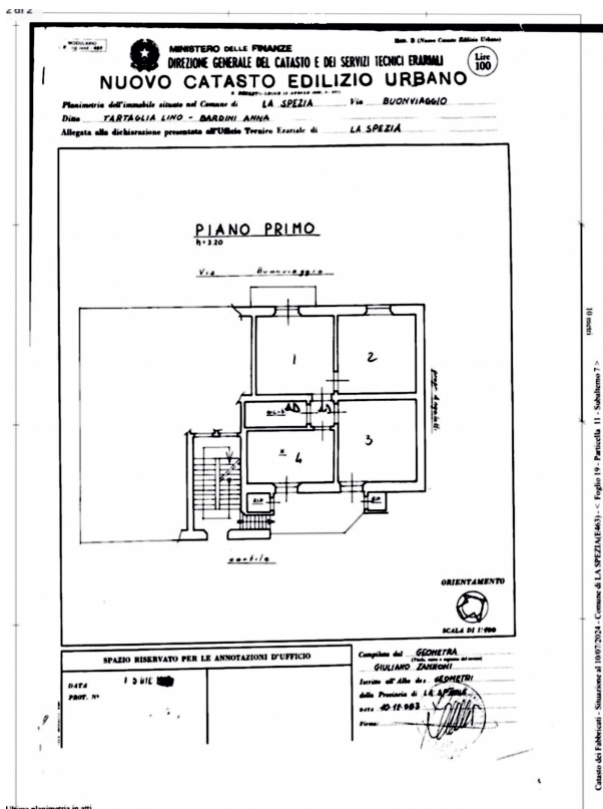 MODULARIO
MINISTERO DELLE FINANZE
DIREZIONE GENERALE DEL CATASTO E DEI SERVIZI TECNICI ERARIALI
Lire
100
NUOVO CATASTO EDILIZIO URBANO
Planimetria dell'immobile situato nel Comune di LA SPEZIA Via BUONVIAGGIO
Ditta TARTAGLIA LINO - BARDINI ANNA
Allegata alla dichiarazione presentata all'Ufficio Tecnico Erariale di LA SPEZIA
PIANO PRIMO
h=3.20
Via Buonviaggio
1
2
3
4
RIP
cortile
ORIENTAMENTO
SCALA DI 1:
SPAZIO RISERVATO PER LE ANNOTAZIONI D'UFFICIO
DATA
PROT. N°
Compilata dal GEOMETRA
GIULIANO
Iscritto all'Albo dei GEOMETRI
della Provincia di LA
DATA
Firma:
Catasto dei Fabbricati - Situazione al 10/07/2024 - Comune di LA SPEZIA(E463) - < Foglio 19 - Particella 11 - Subalterno 7 >
Ultima planimetria in atti